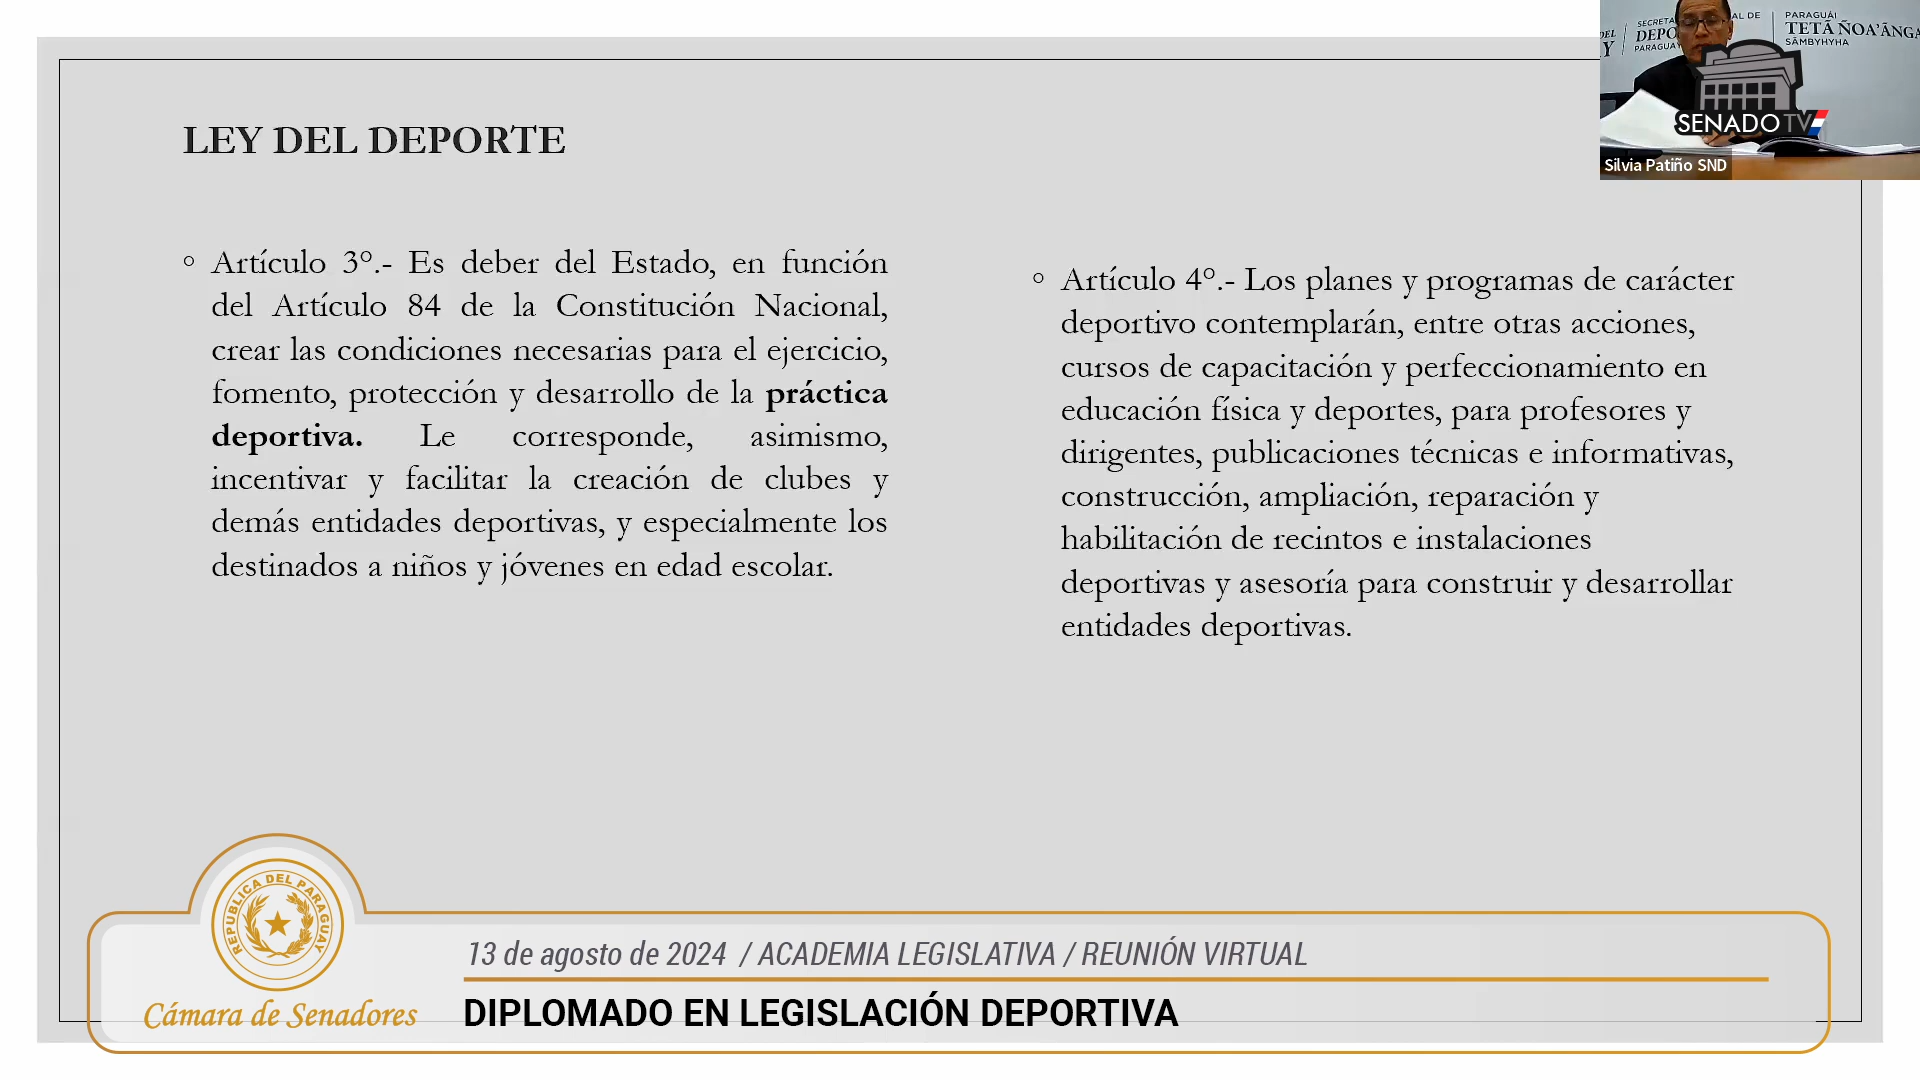 LEY DEL DEPORTE
◦ Artículo 3°.- Es deber del Estado, en función
del Artículo 84 de la Constitución Nacional,
crear las condiciones necesarias para el ejercicio,
fomento, protección y desarrollo de la práctica
deportiva. Le corresponde, asimismo,
incentivar y facilitar la creación de clubes y
demás entidades deportivas, y especialmente los
destinados a niños y jóvenes en edad escolar.
◦ Artículo 4°.- Los planes y programas de carácter
deportivo contemplarán, entre otras acciones,
cursos de capacitación y perfeccionamiento en
educación física y deportes, para profesores y
dirigentes, publicaciones técnicas e informativas,
construcción, ampliación, reparación y
habilitación de recintos e instalaciones
deportivas y asesoría para construir y desarrollar
entidades deportivas.
PARAGUÁI
TETÃ ÑOA'ÃNGA
SÃMBYHYHA
SENADO TV
Silvia Patiño SND
REPUBLICA DEL PARAGUAY
Cámara de Senadores
13 de agosto de 2024 / ACADEMIA LEGISLATIVA / REUNIÓN VIRTUAL
DIPLOMADO EN LEGISLACIÓN DEPORTIVA